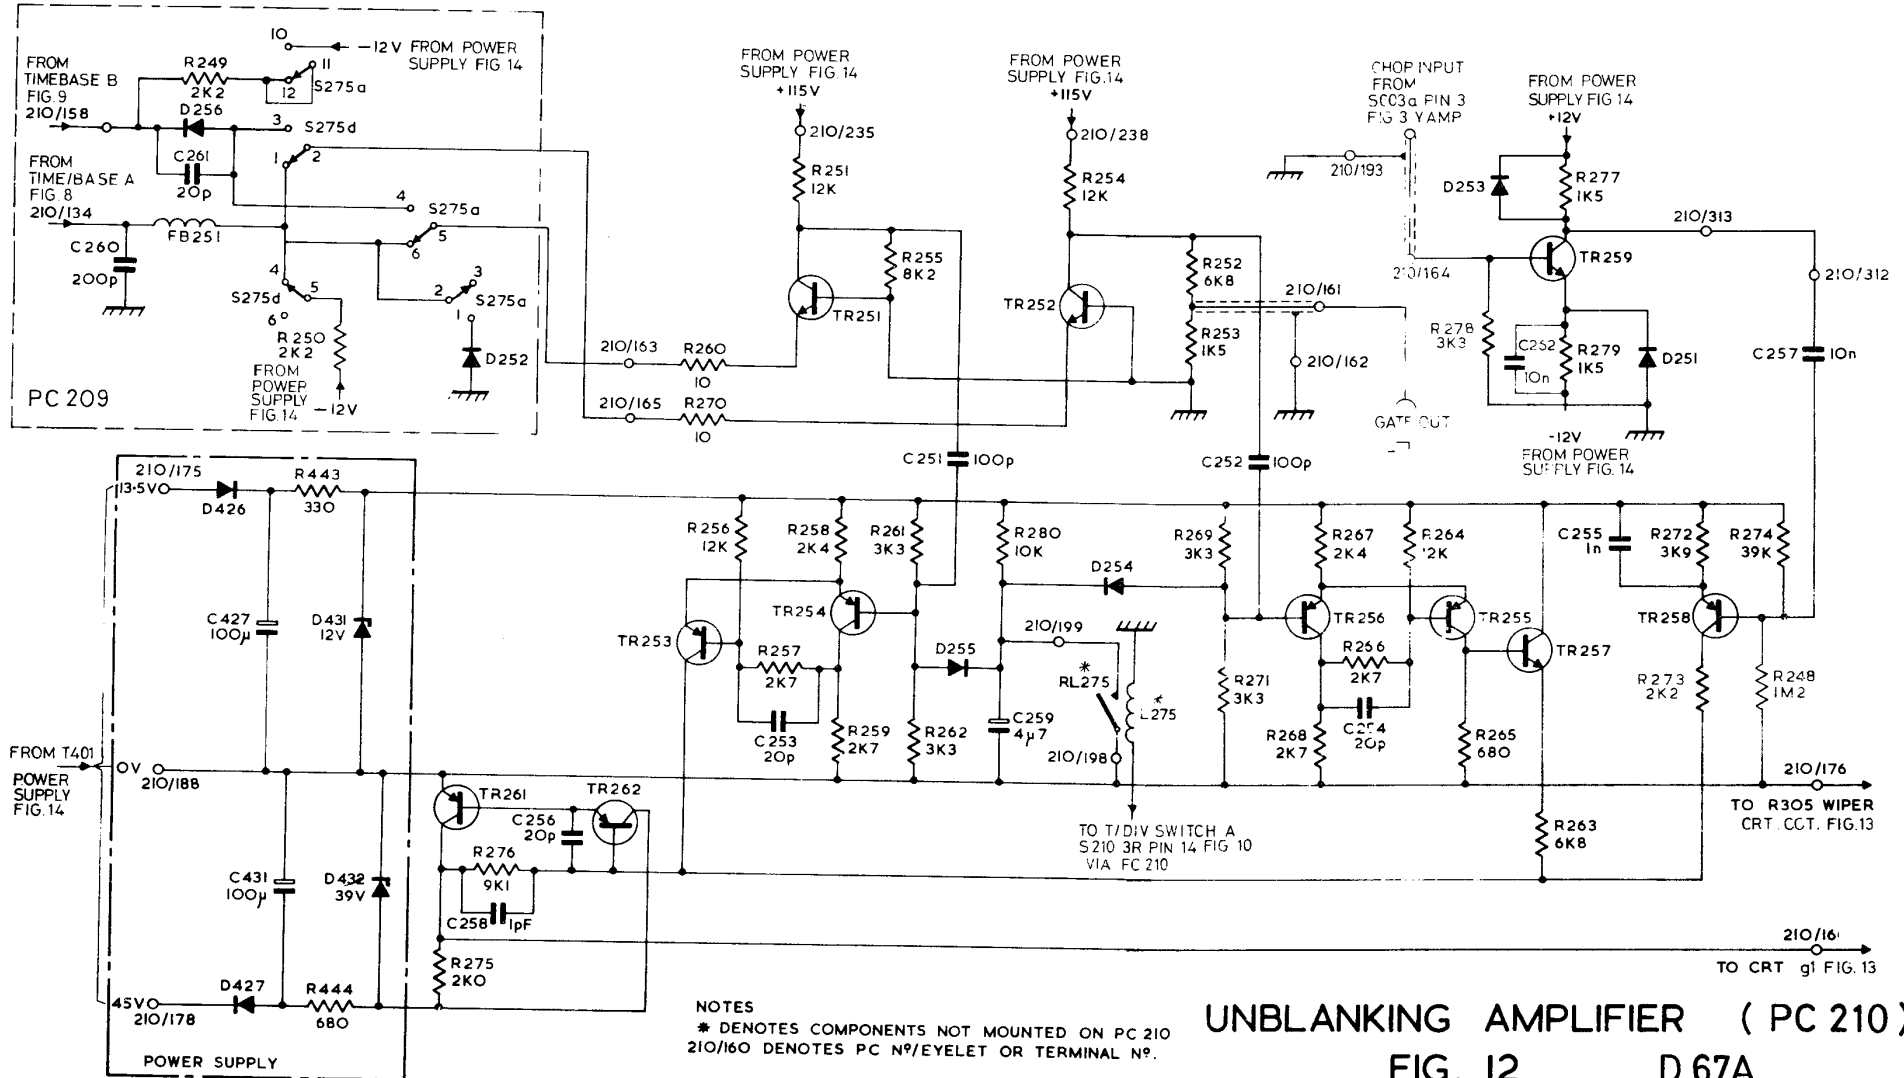 10
-12V FROM POWER
SUPPLY FIG. 14
FROM
TIMEBASE B
FIG. 9
210/158
R249
2K2
11
12
S275a
D256
3
S275d
1
2
C261
20p
FROM
TIME/BASE A
FIG. 8
210/134
FB251
4
S275a
5
6
C260
200p
4
S275d
5
6
3
2
S275a
1
R250
2K2
D252
FROM
POWER
SUPPLY
FIG. 14
-12V
PC 209
FROM POWER
SUPPLY FIG. 14
+115V
210/235
R251
12K
R255
8K2
TR251
210/163
R260
10
210/165
R270
10
FROM POWER
SUPPLY FIG. 14
+115V
210/238
R254
12K
TR252
R252
6K8
210/161
R253
1K5
210/162
GATE OUT
CHOP INPUT
FROM
S603a PIN 3
FIG 3 Y AMP
210/193
210/164
FROM POWER
SUPPLY FIG 14
+12V
D253
R277
1K5
TR259
210/313
210/312
R278
3K3
C262
10n
R279
1K5
D251
C257
10n
-12V
FROM POWER
SUPPLY FIG. 14
C251
100p
C252
100p
210/175
13·5V
D426
R443
330
R256
12K
R258
2K4
R261
3K3
R280
10K
D254
R269
3K3
R267
2K4
R264
12K
C255
1n
R272
3K9
R274
39K
C427
100µ
D431
12V
TR253
TR254
R257
2K7
C253
20p
R259
2K7
D255
R262
3K3
C259
4µ7
210/199
*
RL275
*
L275
210/198
R271
3K3
TR256
R266
2K7
C254
20p
R268
2K7
TR255
R265
680
TR257
TR258
R273
2K2
R248
1M2
FROM T401
POWER
SUPPLY
FIG. 14
0V
210/188
TR261
TR262
C256
20p
R276
9K1
C258
1pF
R275
2K0
TO T/DIV SWITCH A
S210 3R PIN 14 FIG 10
VIA PC 210
R263
6K8
210/176
TO R305 WIPER
CRT. CCT. FIG. 13
C431
100µ
D432
39V
45V
210/178
D427
R444
680
POWER SUPPLY
TO CRT g1 FIG. 13
NOTES
* DENOTES COMPONENTS NOT MOUNTED ON PC 210
210/160 DENOTES PC Nº/EYELET OR TERMINAL Nº.
UNBLANKING AMPLIFIER (PC 210)
FIG. 12 D 67A